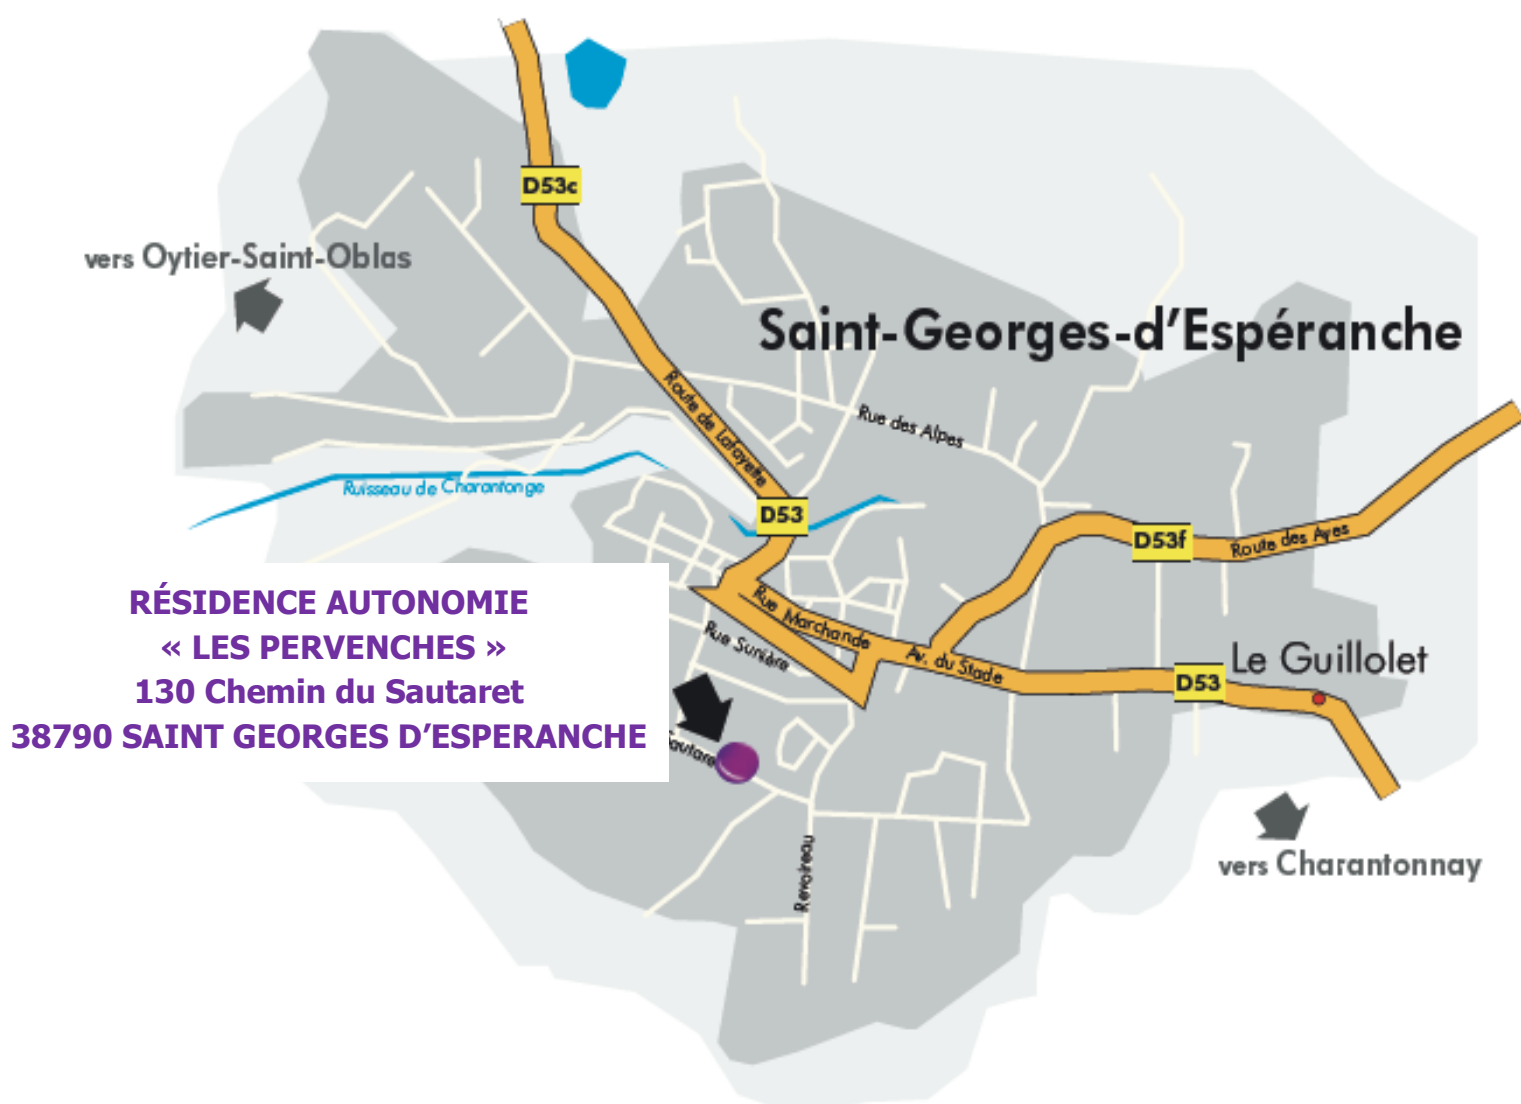 D53c
vers Oytier-Saint-Oblas
Saint-Georges-d'Espéranche
Route de Lafayette
Rue des Alpes
Ruisseau de Charantonge
D53
D53f
Route des Ayes
RÉSIDENCE AUTONOMIE
« LES PERVENCHES »
130 Chemin du Sautaret
38790 SAINT GEORGES D'ESPERANCHE
Rue Marchande
Rue Sunière
Av. du Stade
Le Guillolet
D53
vers Charantonnay
Revoireau